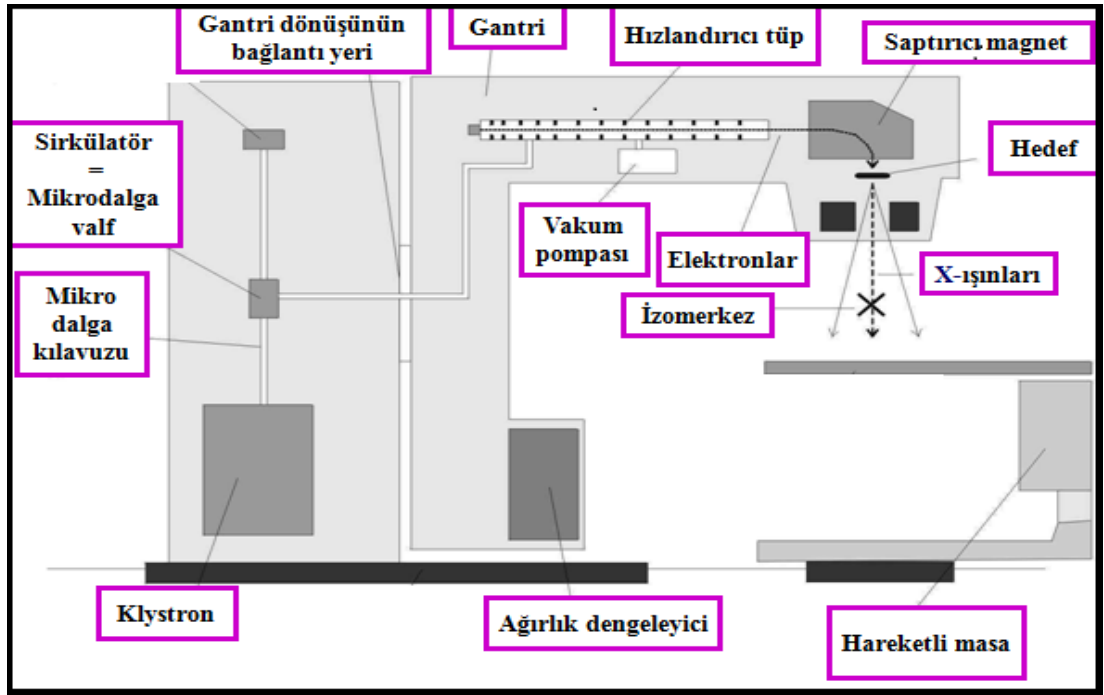 Gantri dönüşünün
bağlantı yeri
Gantri
Hızlandırıcı tüp
Saptırıcı magnet
Sirkülatör
=
Mikrodalga
valf
Hedef
Vakum
pompası
Elektronlar
X-ışınları
Mikro
dalga
kılavuzu
İzomerkez
Klystron
Ağırlık dengeleyici
Hareketli masa